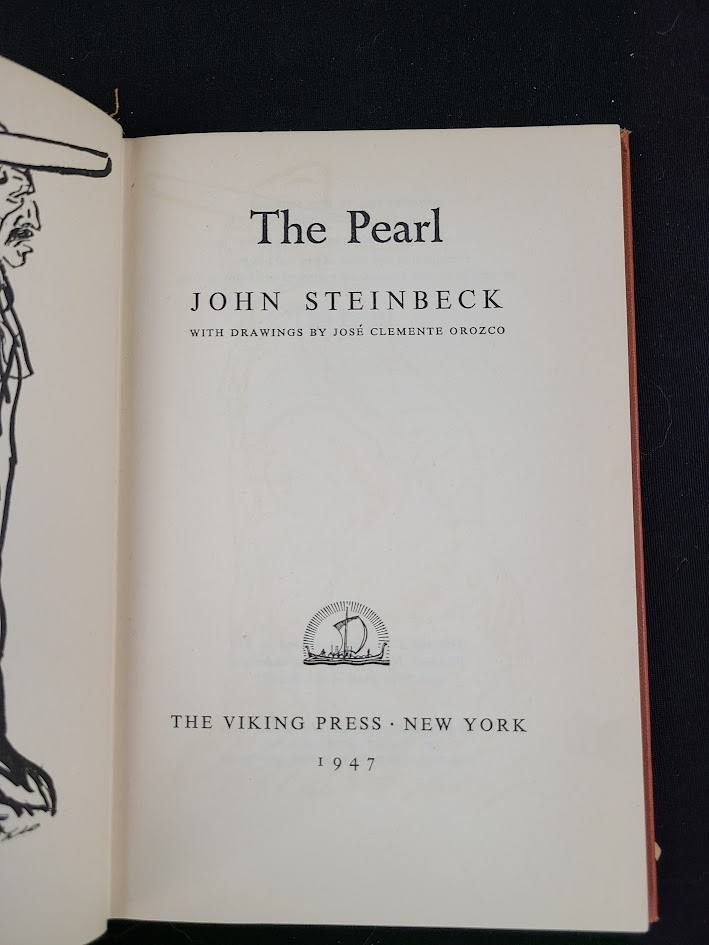 The Pearl
JOHN STEINBECK
WITH DRAWINGS BY JOSÉ CLEMENTE OROZCO
THE VIKING PRESS · NEW YORK
1947